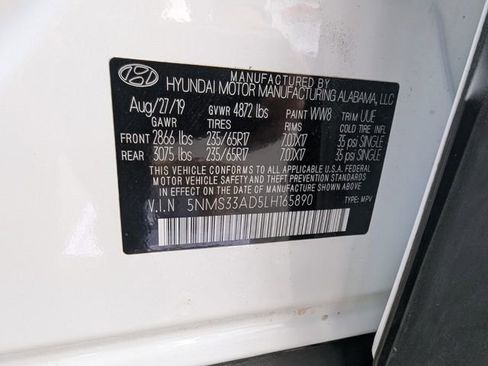 MANUFACTURED BY
HYUNDAI MOTOR MANUFACTURING ALABAMA, LLC
Aug/27/19 GVWR 4872 lbs PAINT WW8 TRIM UUE
GAWR TIRES RIMS COLD TIRE INFL
FRONT 2866 lbs 235/65R17 7.0JX17 35 psi SINGLE
REAR 3075 lbs 235/65R17 7.0JX17 35 psi SINGLE
THIS VEHICLE CONFORMS TO ALL APPLICABLE U.S.A. FEDERAL
MOTOR VEHICLE SAFETY AND THEFT PREVENTION STANDARDS
IN EFFECT ON THE DATE OF MANUFACTURE SHOWN ABOVE.
V.I.N 5NMS33AD5LH165890
TYPE: MPV